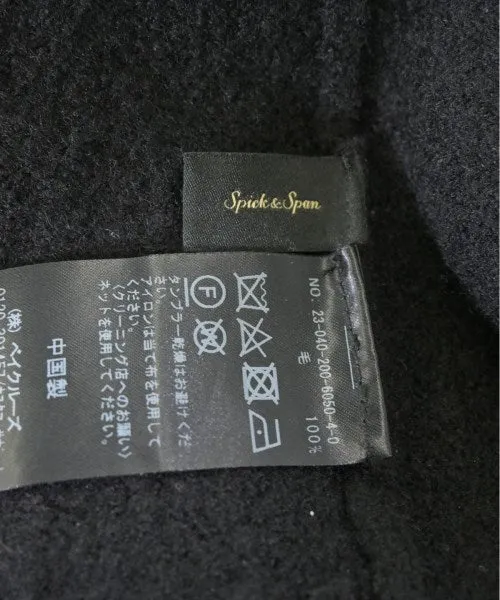 Spick&Span
NO. 23-040-200-6050-4-0
毛 100%
F
タンブラー乾燥はお避けくだ
さい。
アイロンは当て布を使用して
ください。
〈クリーニング店へのお願い〉
ネットを使用してください。
中国製
(株)ベイクルーズ